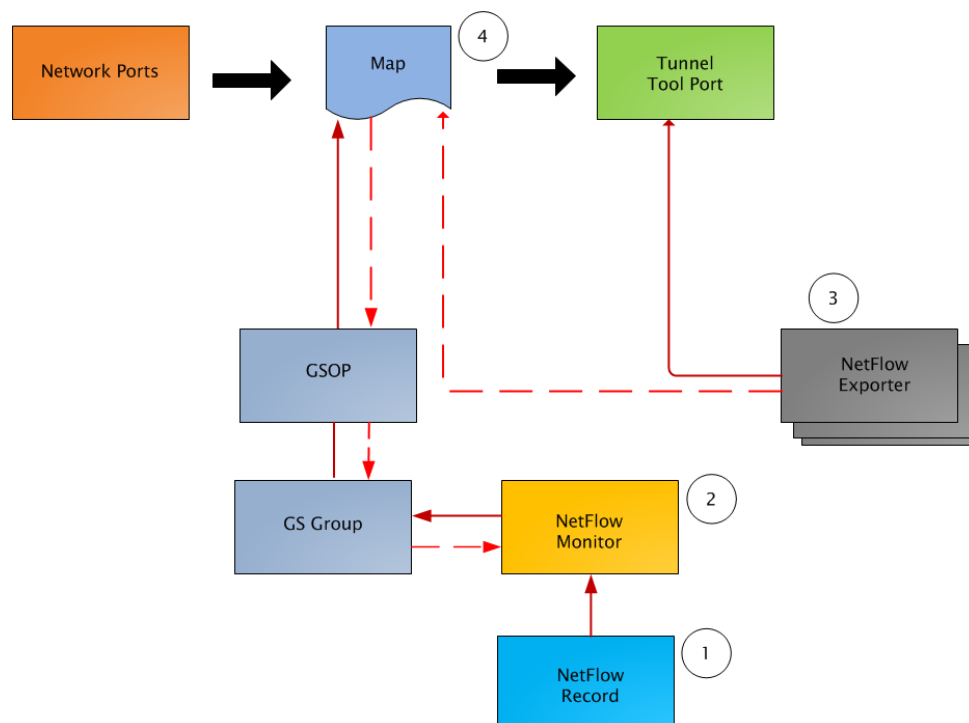 Network Ports
Map
4
Tunnel
Tool Port
3
NetFlow
Exporter
GSOP
GS Group
NetFlow
Monitor
2
NetFlow
Record
1